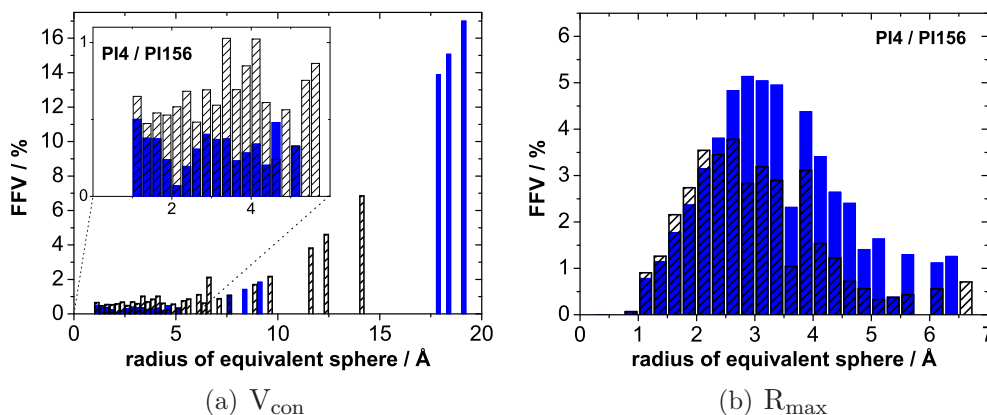 FFV / %
16
14
12
10
8
6
4
2
0
1
0
PI4 / PI156
2 4
0 5 10 15 20
radius of equivalent sphere / Å
(a) V_con
FFV / %
6
5
4
3
2
1
0
PI4 / PI156
0 1 2 3 4 5 6 7
radius of equivalent sphere / Å
(b) R_max